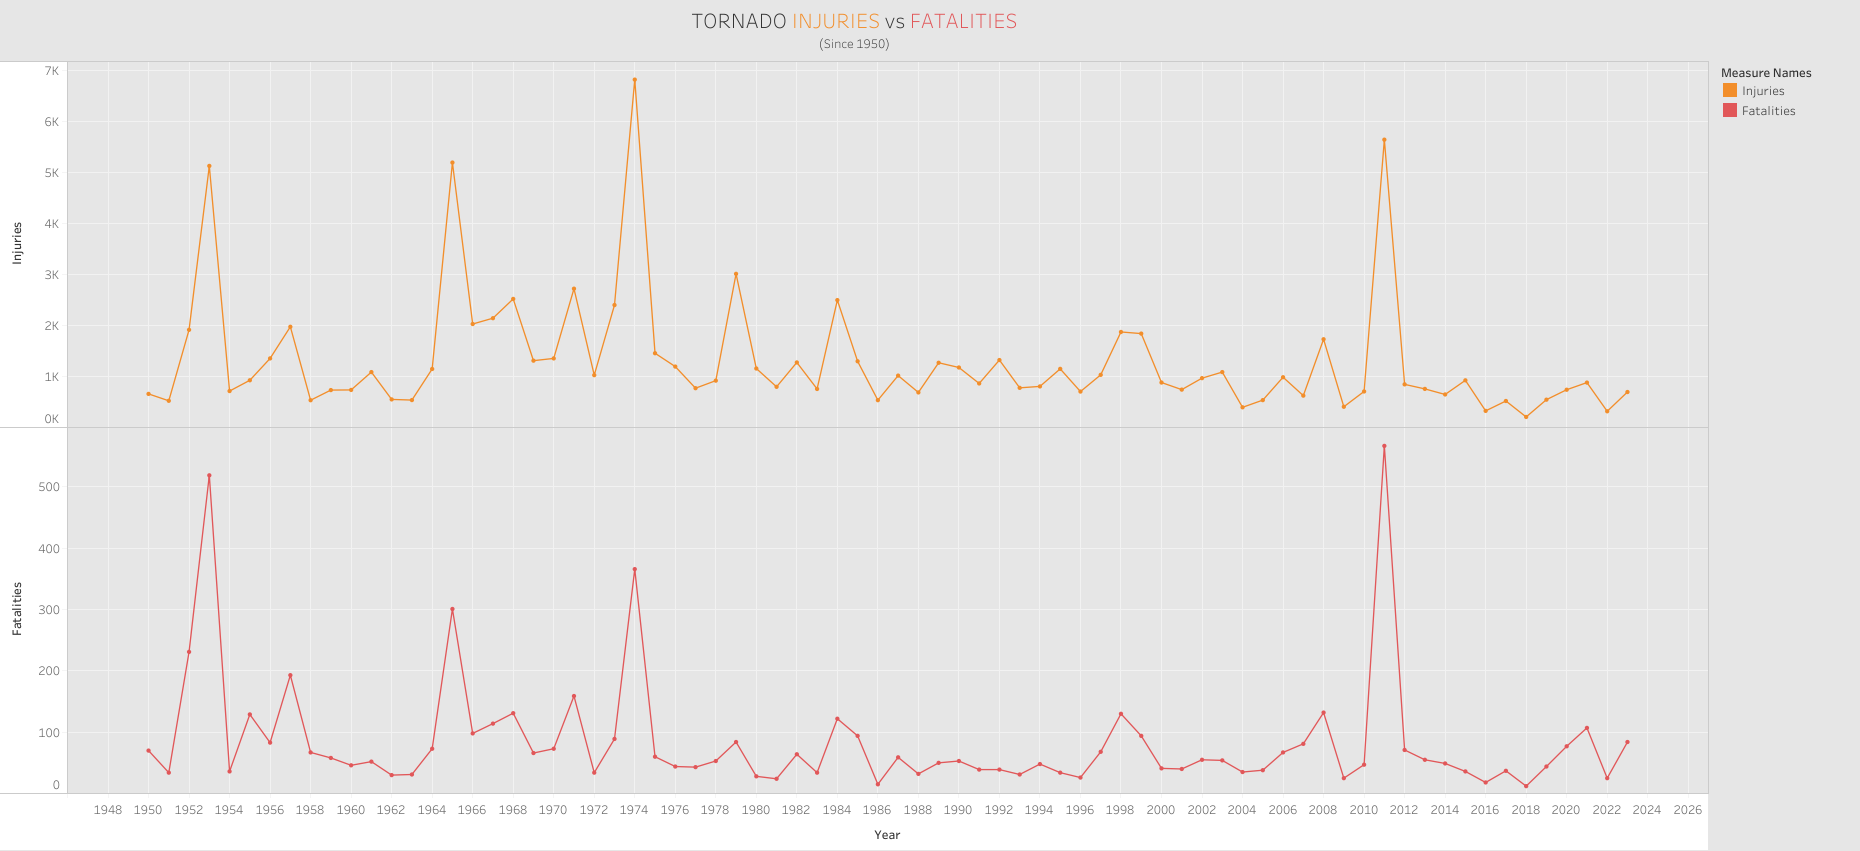 TORNADO INJURIES vs FATALITIES
(Since 1950)
Measure Names
Injuries
Fatalities
7K
6K
5K
4K
3K
2K
1K
0K
Injuries
500
400
300
200
100
0
Fatalities
1948 1950 1952 1954 1956 1958 1960 1962 1964 1966 1968 1970 1972 1974 1976 1978 1980 1982 1984 1986 1988 1990 1992 1994 1996 1998 2000 2002 2004 2006 2008 2010 2012 2014 2016 2018 2020 2022 2024 2026
Year